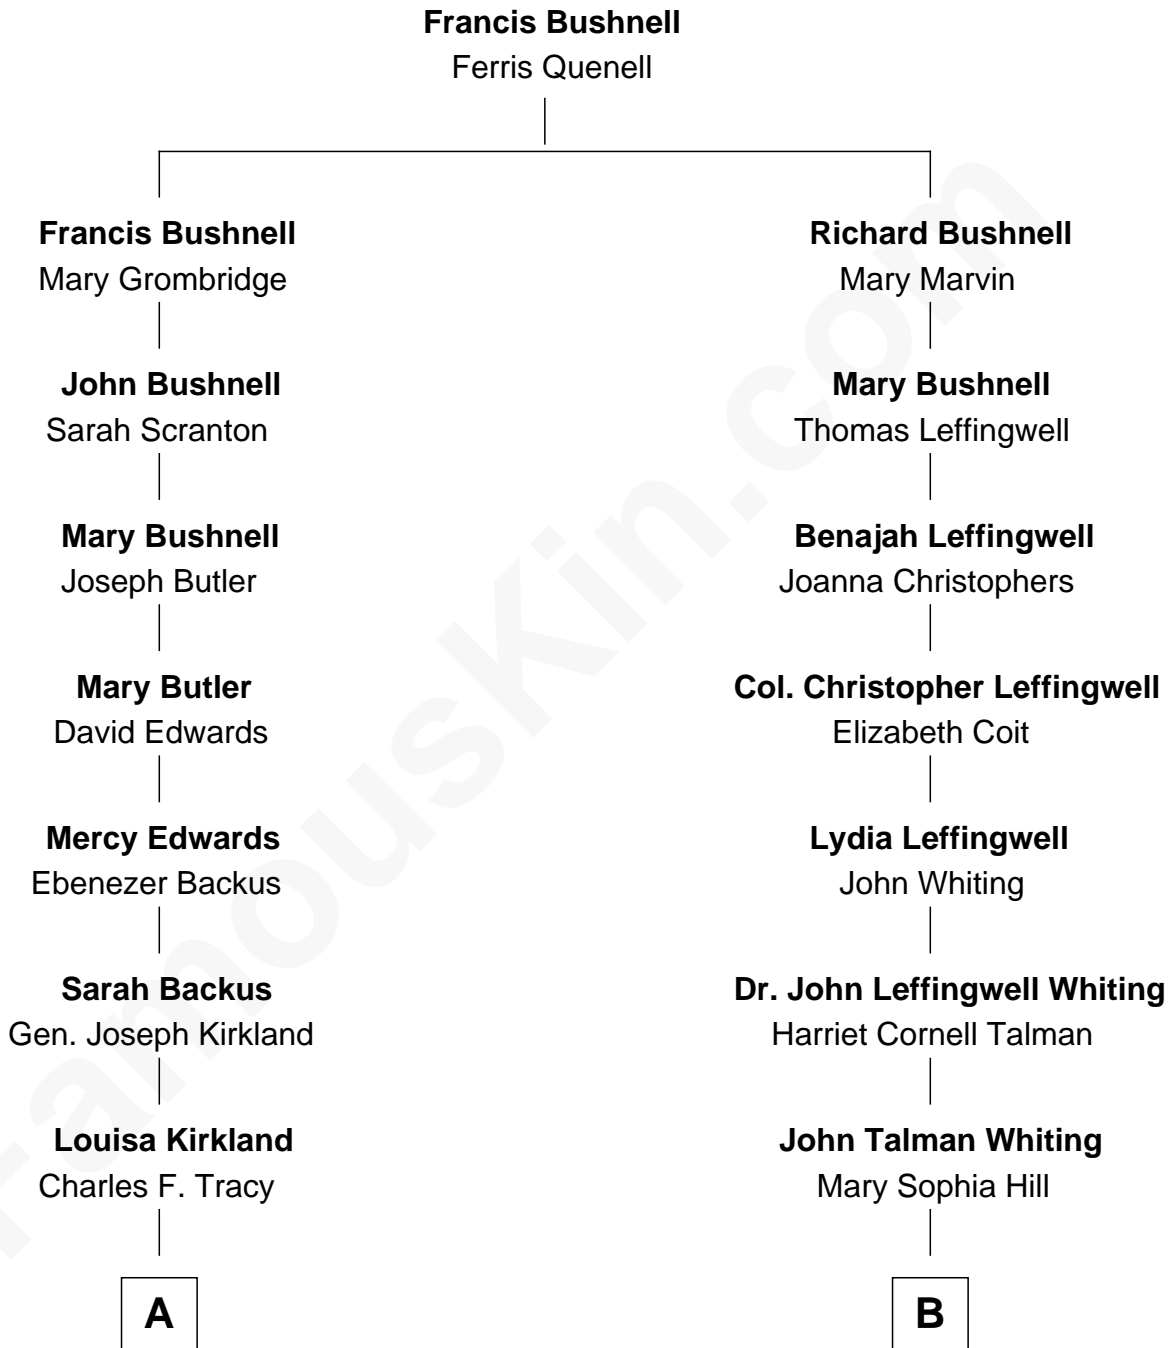 Francis Bushnell
Ferris Quenell
Francis Bushnell
Mary Grombridge
Richard Bushnell
Mary Marvin
John Bushnell
Sarah Scranton
Mary Bushnell
Thomas Leffingwell
Mary Bushnell
Joseph Butler
Benajah Leffingwell
Joanna Christophers
Mary Butler
David Edwards
Col. Christopher Leffingwell
Elizabeth Coit
Mercy Edwards
Ebenezer Backus
Lydia Leffingwell
John Whiting
Sarah Backus
Gen. Joseph Kirkland
Dr. John Leffingwell Whiting
Harriet Cornell Talman
Louisa Kirkland
Charles F. Tracy
John Talman Whiting
Mary Sophia Hill
A
B
FamousKin.com